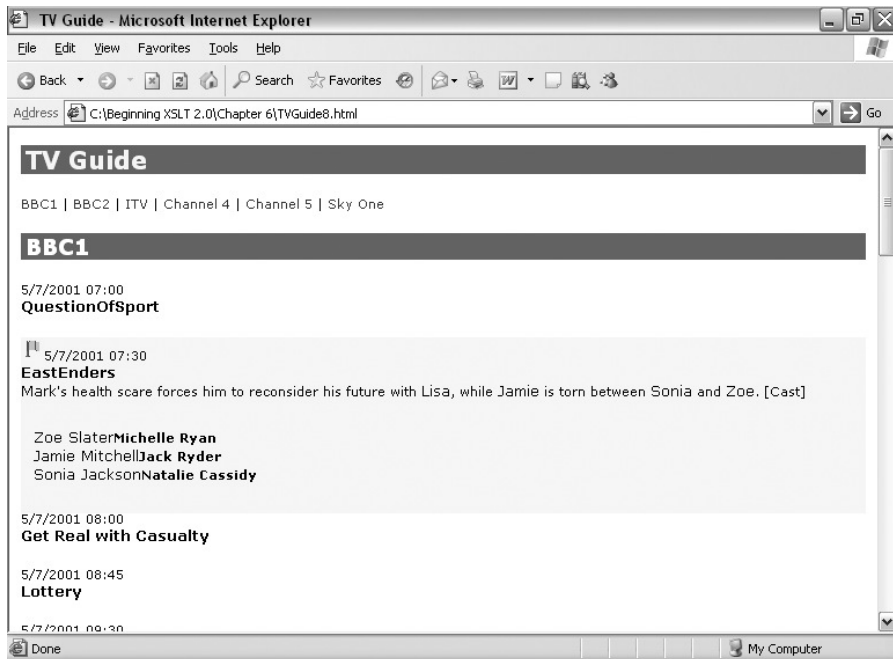 TV Guide - Microsoft Internet Explorer
File Edit View Favorites Tools Help
Back Search Favorites
Address C:\Beginning XSLT 2.0\Chapter 6\TVGuide8.html Go
TV Guide
BBC1 | BBC2 | ITV | Channel 4 | Channel 5 | Sky One
BBC1
5/7/2001 07:00
QuestionOfSport
5/7/2001 07:30
EastEnders
Mark's health scare forces him to reconsider his future with Lisa, while Jamie is torn between Sonia and Zoe. [Cast]
Zoe SlaterMichelle Ryan
Jamie MitchellJack Ryder
Sonia JacksonNatalie Cassidy
5/7/2001 08:00
Get Real with Casualty
5/7/2001 08:45
Lottery
5/7/2001 09:30
Done My Computer